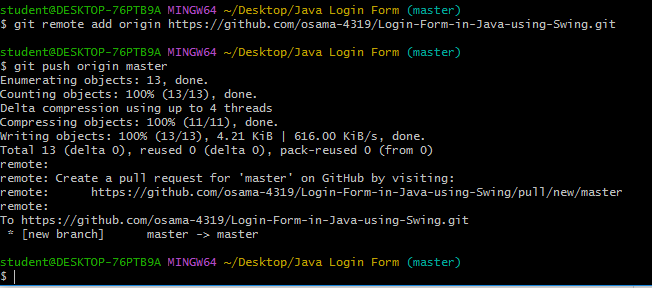 student@DESKTOP-76PTB9A MINGW64 ~/Desktop/Java Login Form (master)
$ git remote add origin https://github.com/osama-4319/Login-Form-in-Java-using-Swing.git
student@DESKTOP-76PTB9A MINGW64 ~/Desktop/Java Login Form (master)
$ git push origin master
Enumerating objects: 13, done.
Counting objects: 100% (13/13), done.
Delta compression using up to 4 threads
Compressing objects: 100% (11/11), done.
Writing objects: 100% (13/13), 4.21 KiB | 616.00 KiB/s, done.
Total 13 (delta 0), reused 0 (delta 0), pack-reused 0 (from 0)
remote:
remote: Create a pull request for 'master' on GitHub by visiting:
remote:      https://github.com/osama-4319/Login-Form-in-Java-using-Swing/pull/new/master
remote:
To https://github.com/osama-4319/Login-Form-in-Java-using-Swing.git
 * [new branch]      master -> master
student@DESKTOP-76PTB9A MINGW64 ~/Desktop/Java Login Form (master)
$